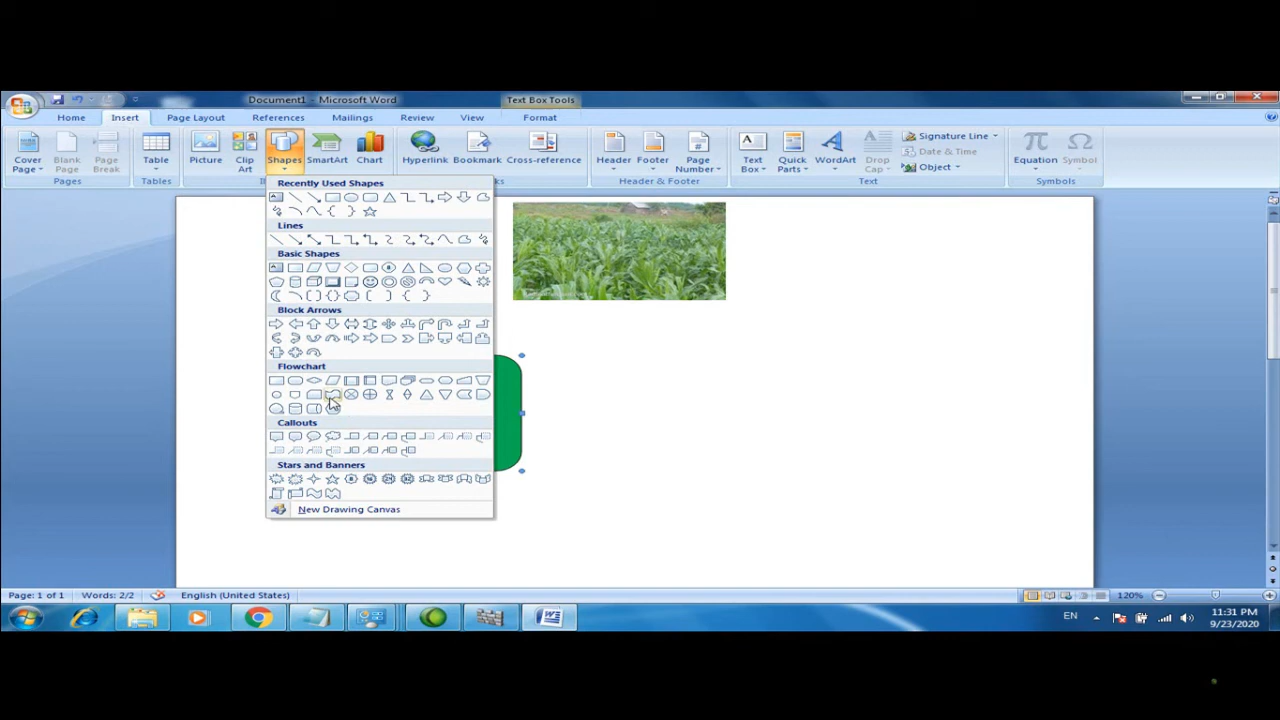 Document1 - Microsoft Word
Text Box Tools
Home Insert Page Layout References Mailings Review View Format
Cover Page
Blank Page
Page Break
Table
Picture
Clip Art
Shapes
SmartArt
Chart
Hyperlink
Bookmark
Cross-reference
Header
Footer
Page Number
Text Box
Quick Parts
WordArt
Drop Cap
Signature Line
Date & Time
Object
Equation
Symbol
Pages
Tables
Header & Footer
Text
Symbols
Recently Used Shapes
Lines
Basic Shapes
Block Arrows
Flowchart
Callouts
Stars and Banners
New Drawing Canvas
Page: 1 of 1 Words: 2/2 English (United States) 120%
EN
11:31 PM
9/23/2020